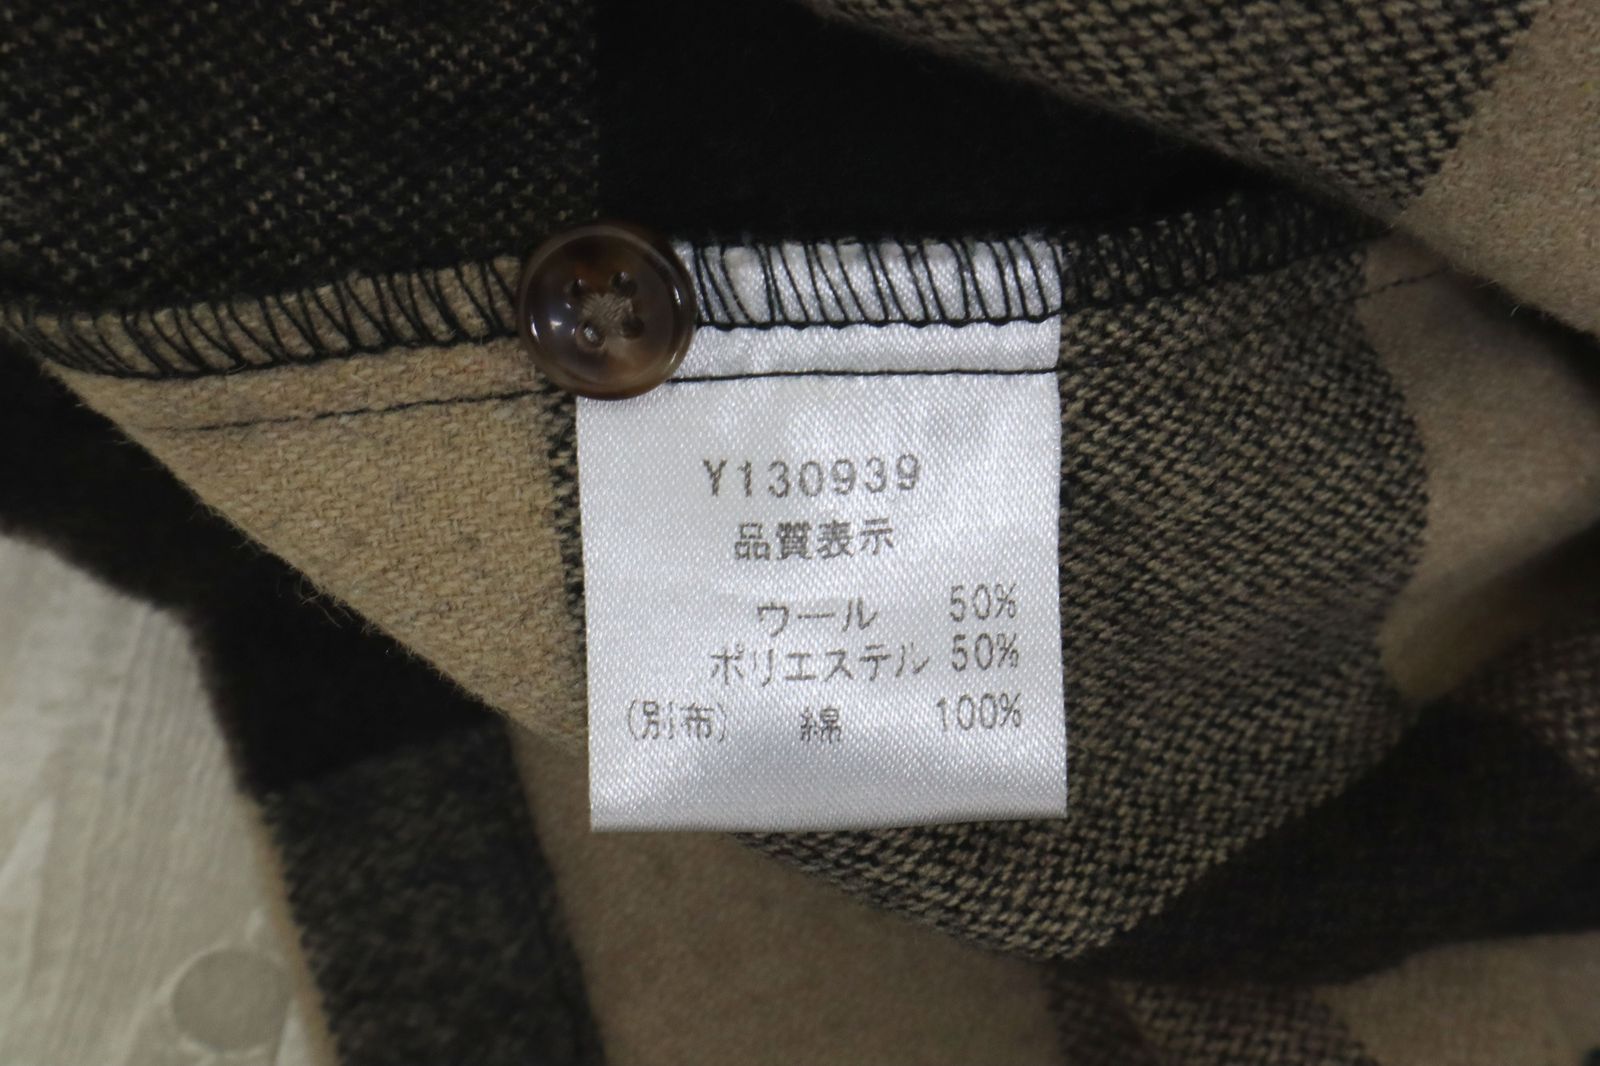 Y130939
品質表示
ウール 50%
ポリエステル 50%
(別布) 綿 100%